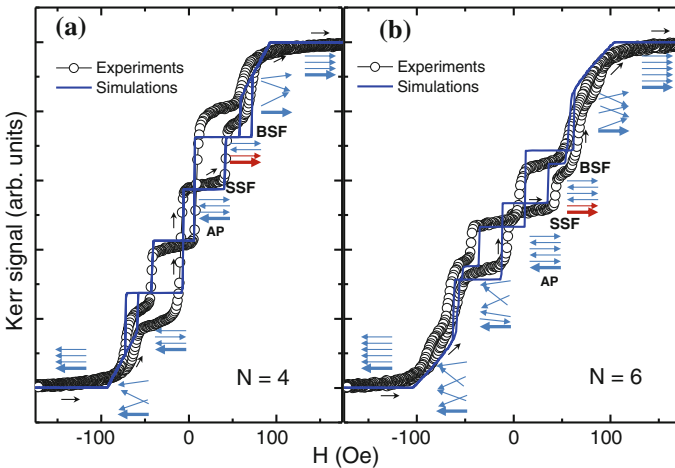 (a)
Experiments
Simulations
BSF
SSF
AP
N = 4
(b)
Experiments
Simulations
BSF
SSF
AP
N = 6
Kerr signal (arb. units)
-100 0 100
-100 0 100
H (Oe)